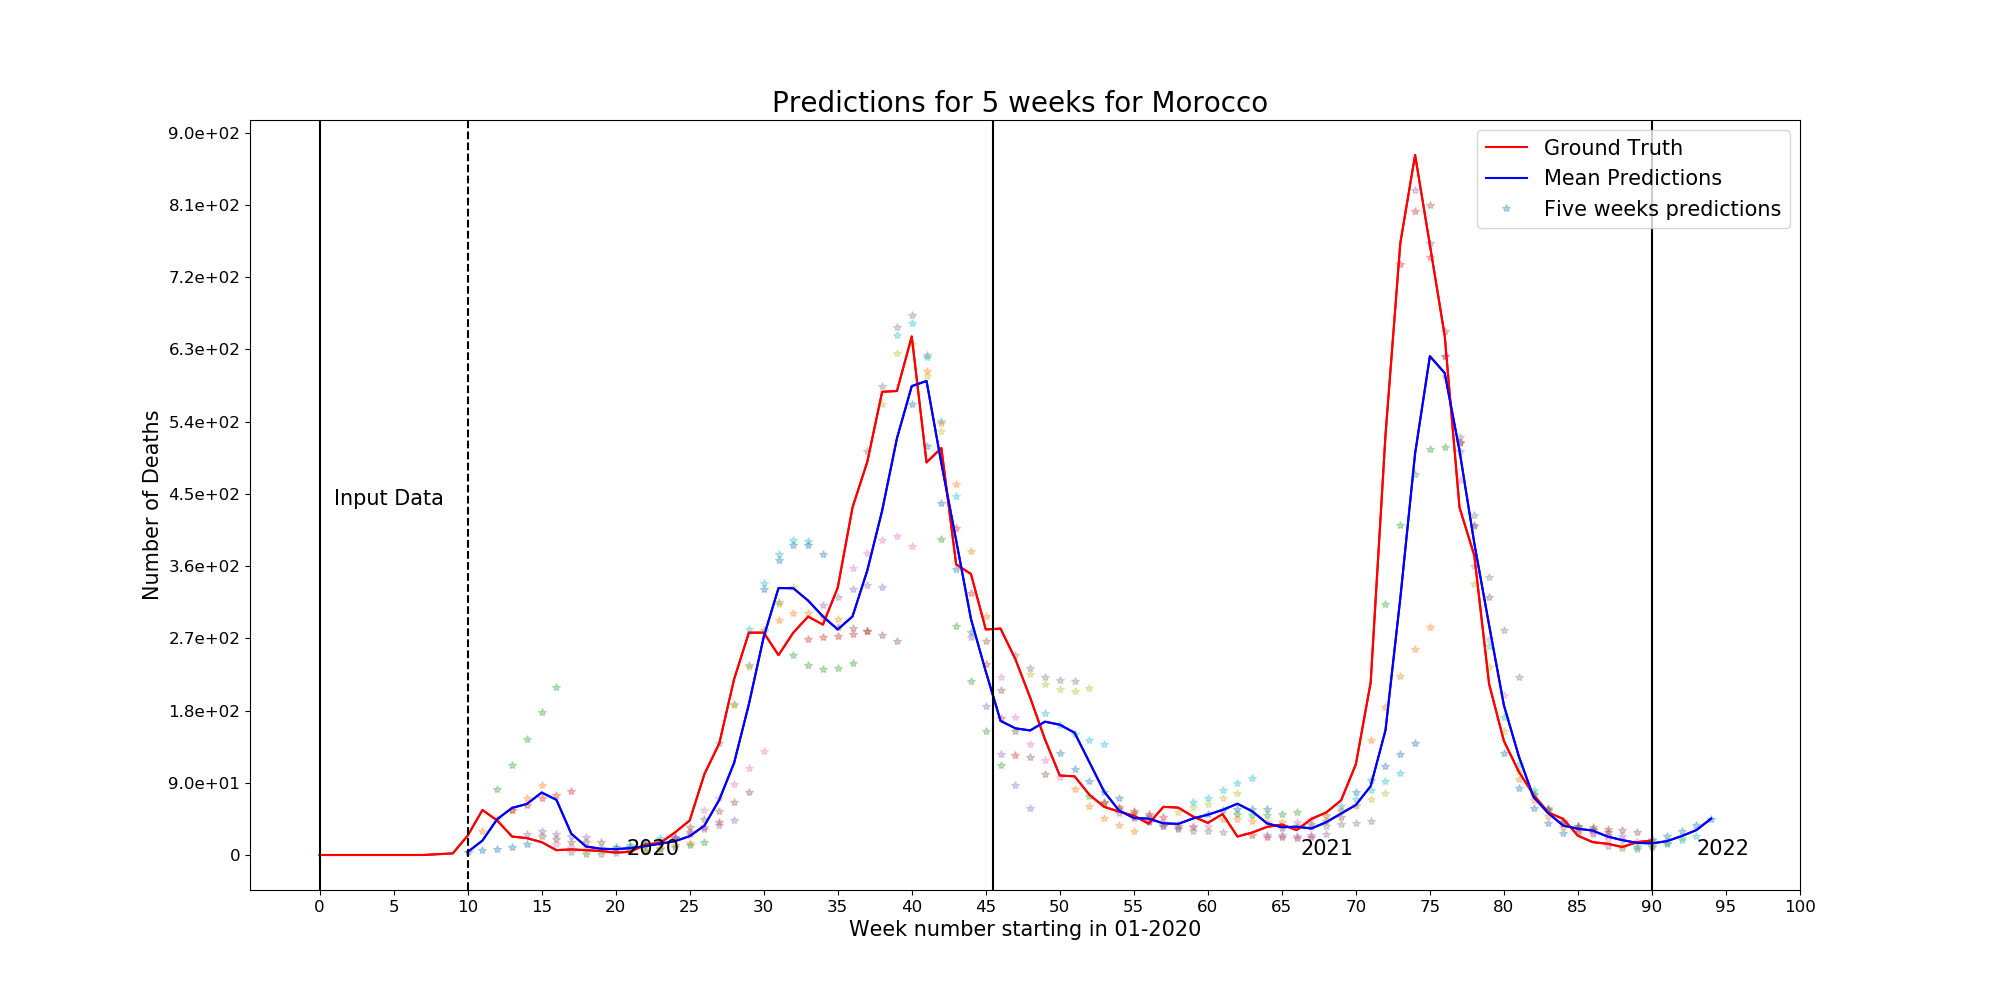 Predictions for 5 weeks for Morocco
9.0e+02
8.1e+02
7.2e+02
6.3e+02
5.4e+02
4.5e+02
3.6e+02
2.7e+02
1.8e+02
9.0e+01
0
Number of Deaths
Ground Truth
Mean Predictions
Five weeks predictions
Input Data
2020
2021
2022
0 5 10 15 20 25 30 35 40 45 50 55 60 65 70 75 80 85 90 95 100
Week number starting in 01-2020